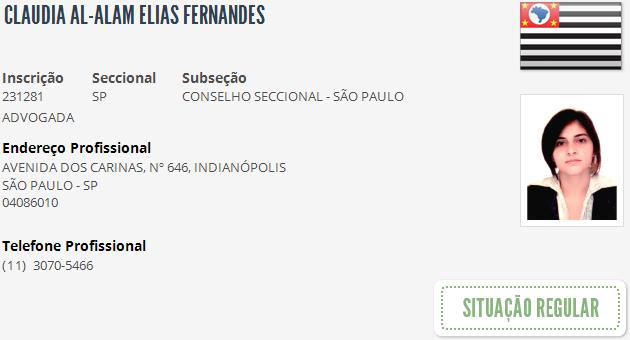 CLAUDIA AL-ALAM ELIAS FERNANDES
Inscrição Seccional Subseção
231281 SP CONSELHO SECCIONAL - SÃO PAULO
ADVOGADA
Endereço Profissional
AVENIDA DOS CARINAS, Nº 646, INDIANÓPOLIS
SÃO PAULO - SP
04086010
Telefone Profissional
(11) 3070-5466
SITUAÇÃO REGULAR